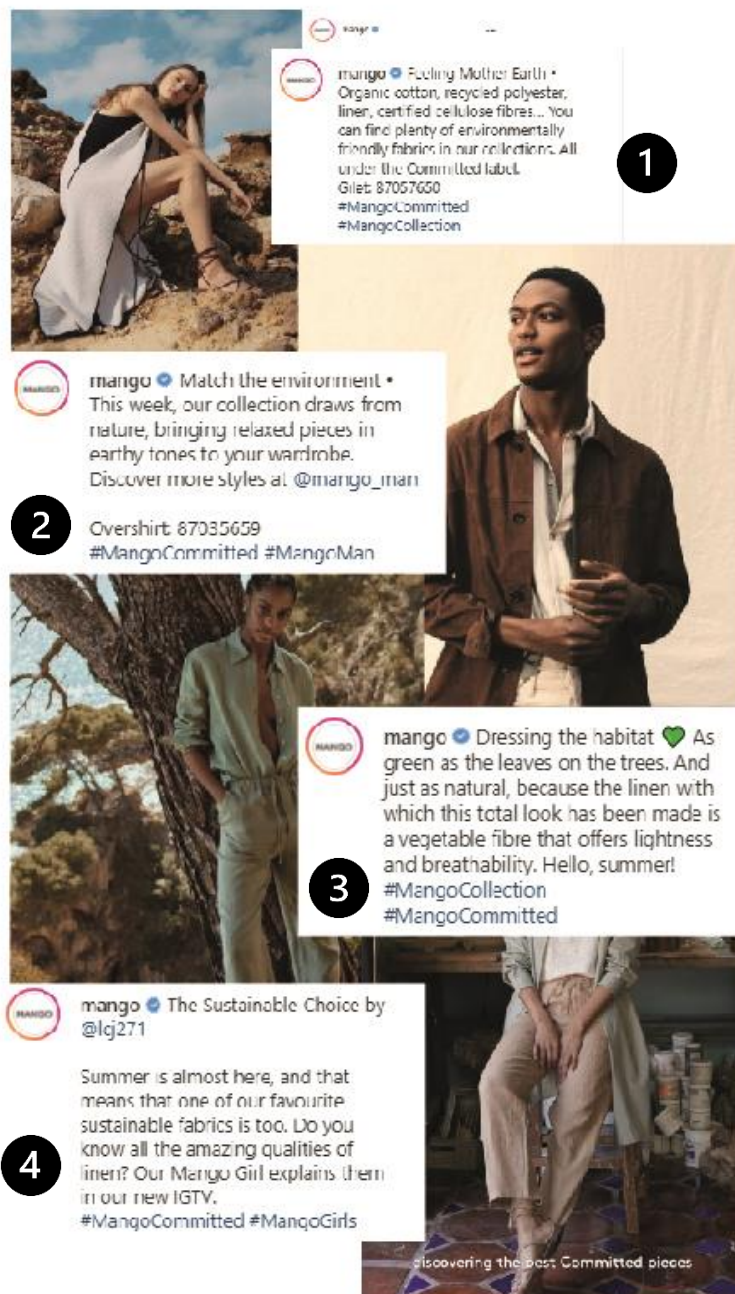 mango
mango Feeling Mother Earth •
Organic cotton, recycled polyester,
linen, certified cellulose fibres... You
can find plenty of environmentally
friendly fabrics in our collections. All
under the Committed label.
Gilet: 87057650
#MangoCommitted
#MangoCollection
1
MANGO
mango Match the environment •
This week, our collection draws from
nature, bringing relaxed pieces in
earthy tones to your wardrobe.
Discover more styles at @mango_man
2
Overshirt: 87035659
#MangoCommitted #MangoMan
MANGO
mango Dressing the habitat 💚 As
green as the leaves on the trees. And
just as natural, because the linen with
which this total look has been made is
a vegetable fibre that offers lightness
and breathability. Hello, summer!
3
#MangoCollection
#MangoCommitted
MANGO
mango The Sustainable Choice by
@lcj271
Summer is almost here, and that
means that one of our favourite
sustainable fabrics is too. Do you
know all the amazing qualities of
linen? Our Mango Girl explains them
in our new IGTV.
4
#MangoCommitted #MangoGirls
discovering the best Committed pieces